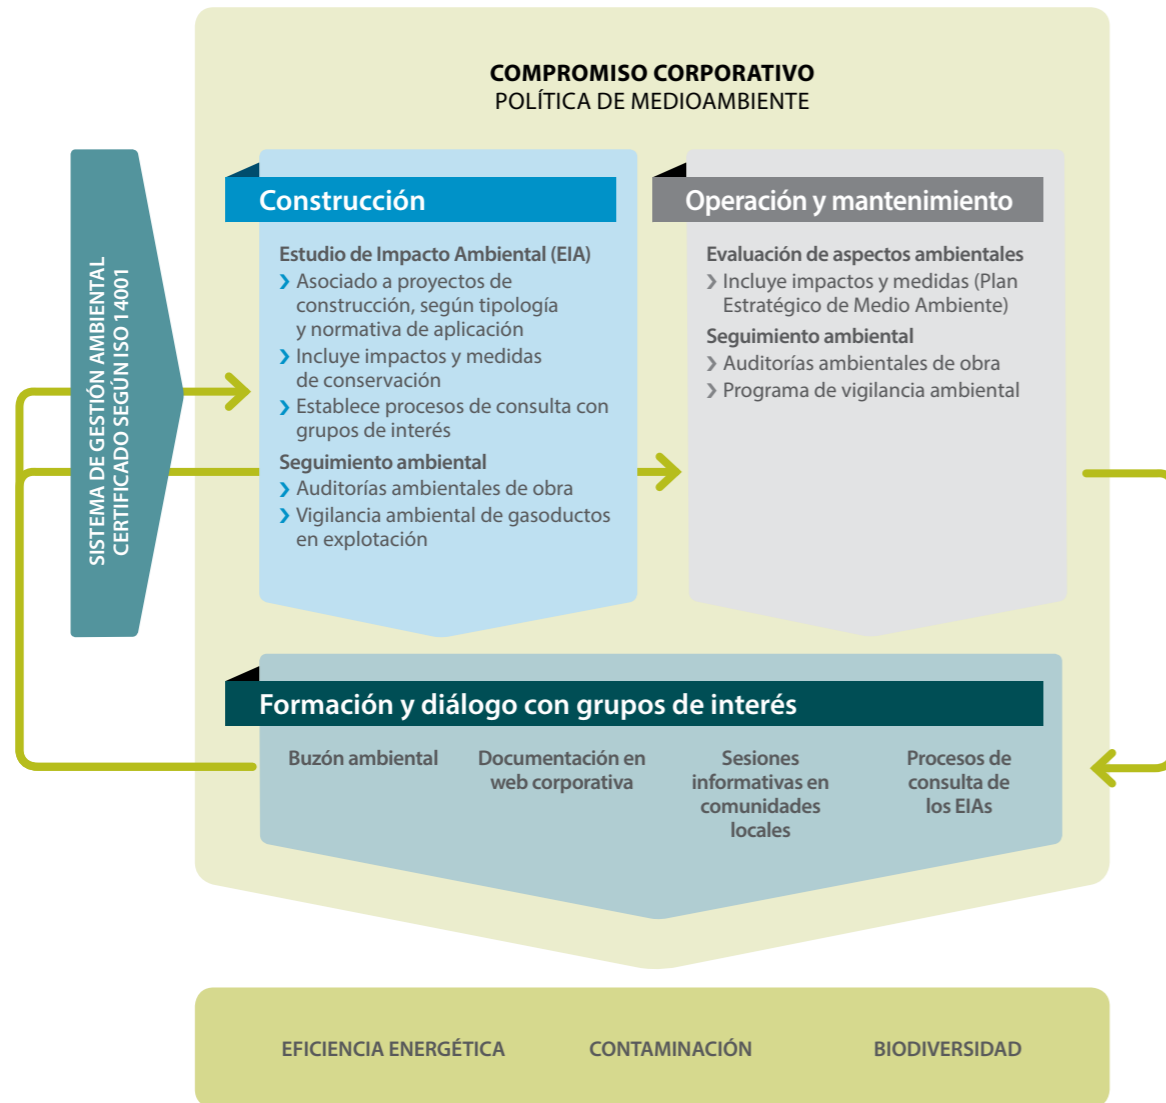 COMPROMISO CORPORATIVO
POLÍTICA DE MEDIOAMBIENTE
SISTEMA DE GESTIÓN AMBIENTAL
CERTIFICADO SEGÚN ISO 14001
Construcción
Estudio de Impacto Ambiental (EIA)
❯ Asociado a proyectos de
construcción, según tipología
y normativa de aplicación
❯ Incluye impactos y medidas
de conservación
❯ Establece procesos de consulta con
grupos de interés
Seguimiento ambiental
❯ Auditorías ambientales de obra
❯ Vigilancia ambiental de gasoductos
en explotación
Operación y mantenimiento
Evaluación de aspectos ambientales
❯ Incluye impactos y medidas (Plan
Estratégico de Medio Ambiente)
Seguimiento ambiental
❯ Auditorías ambientales de obra
❯ Programa de vigilancia ambiental
Formación y diálogo con grupos de interés
Buzón ambiental
Documentación en
web corporativa
Sesiones
informativas en
comunidades
locales
Procesos de
consulta de
los EIAs
EFICIENCIA ENERGÉTICA
CONTAMINACIÓN
BIODIVERSIDAD